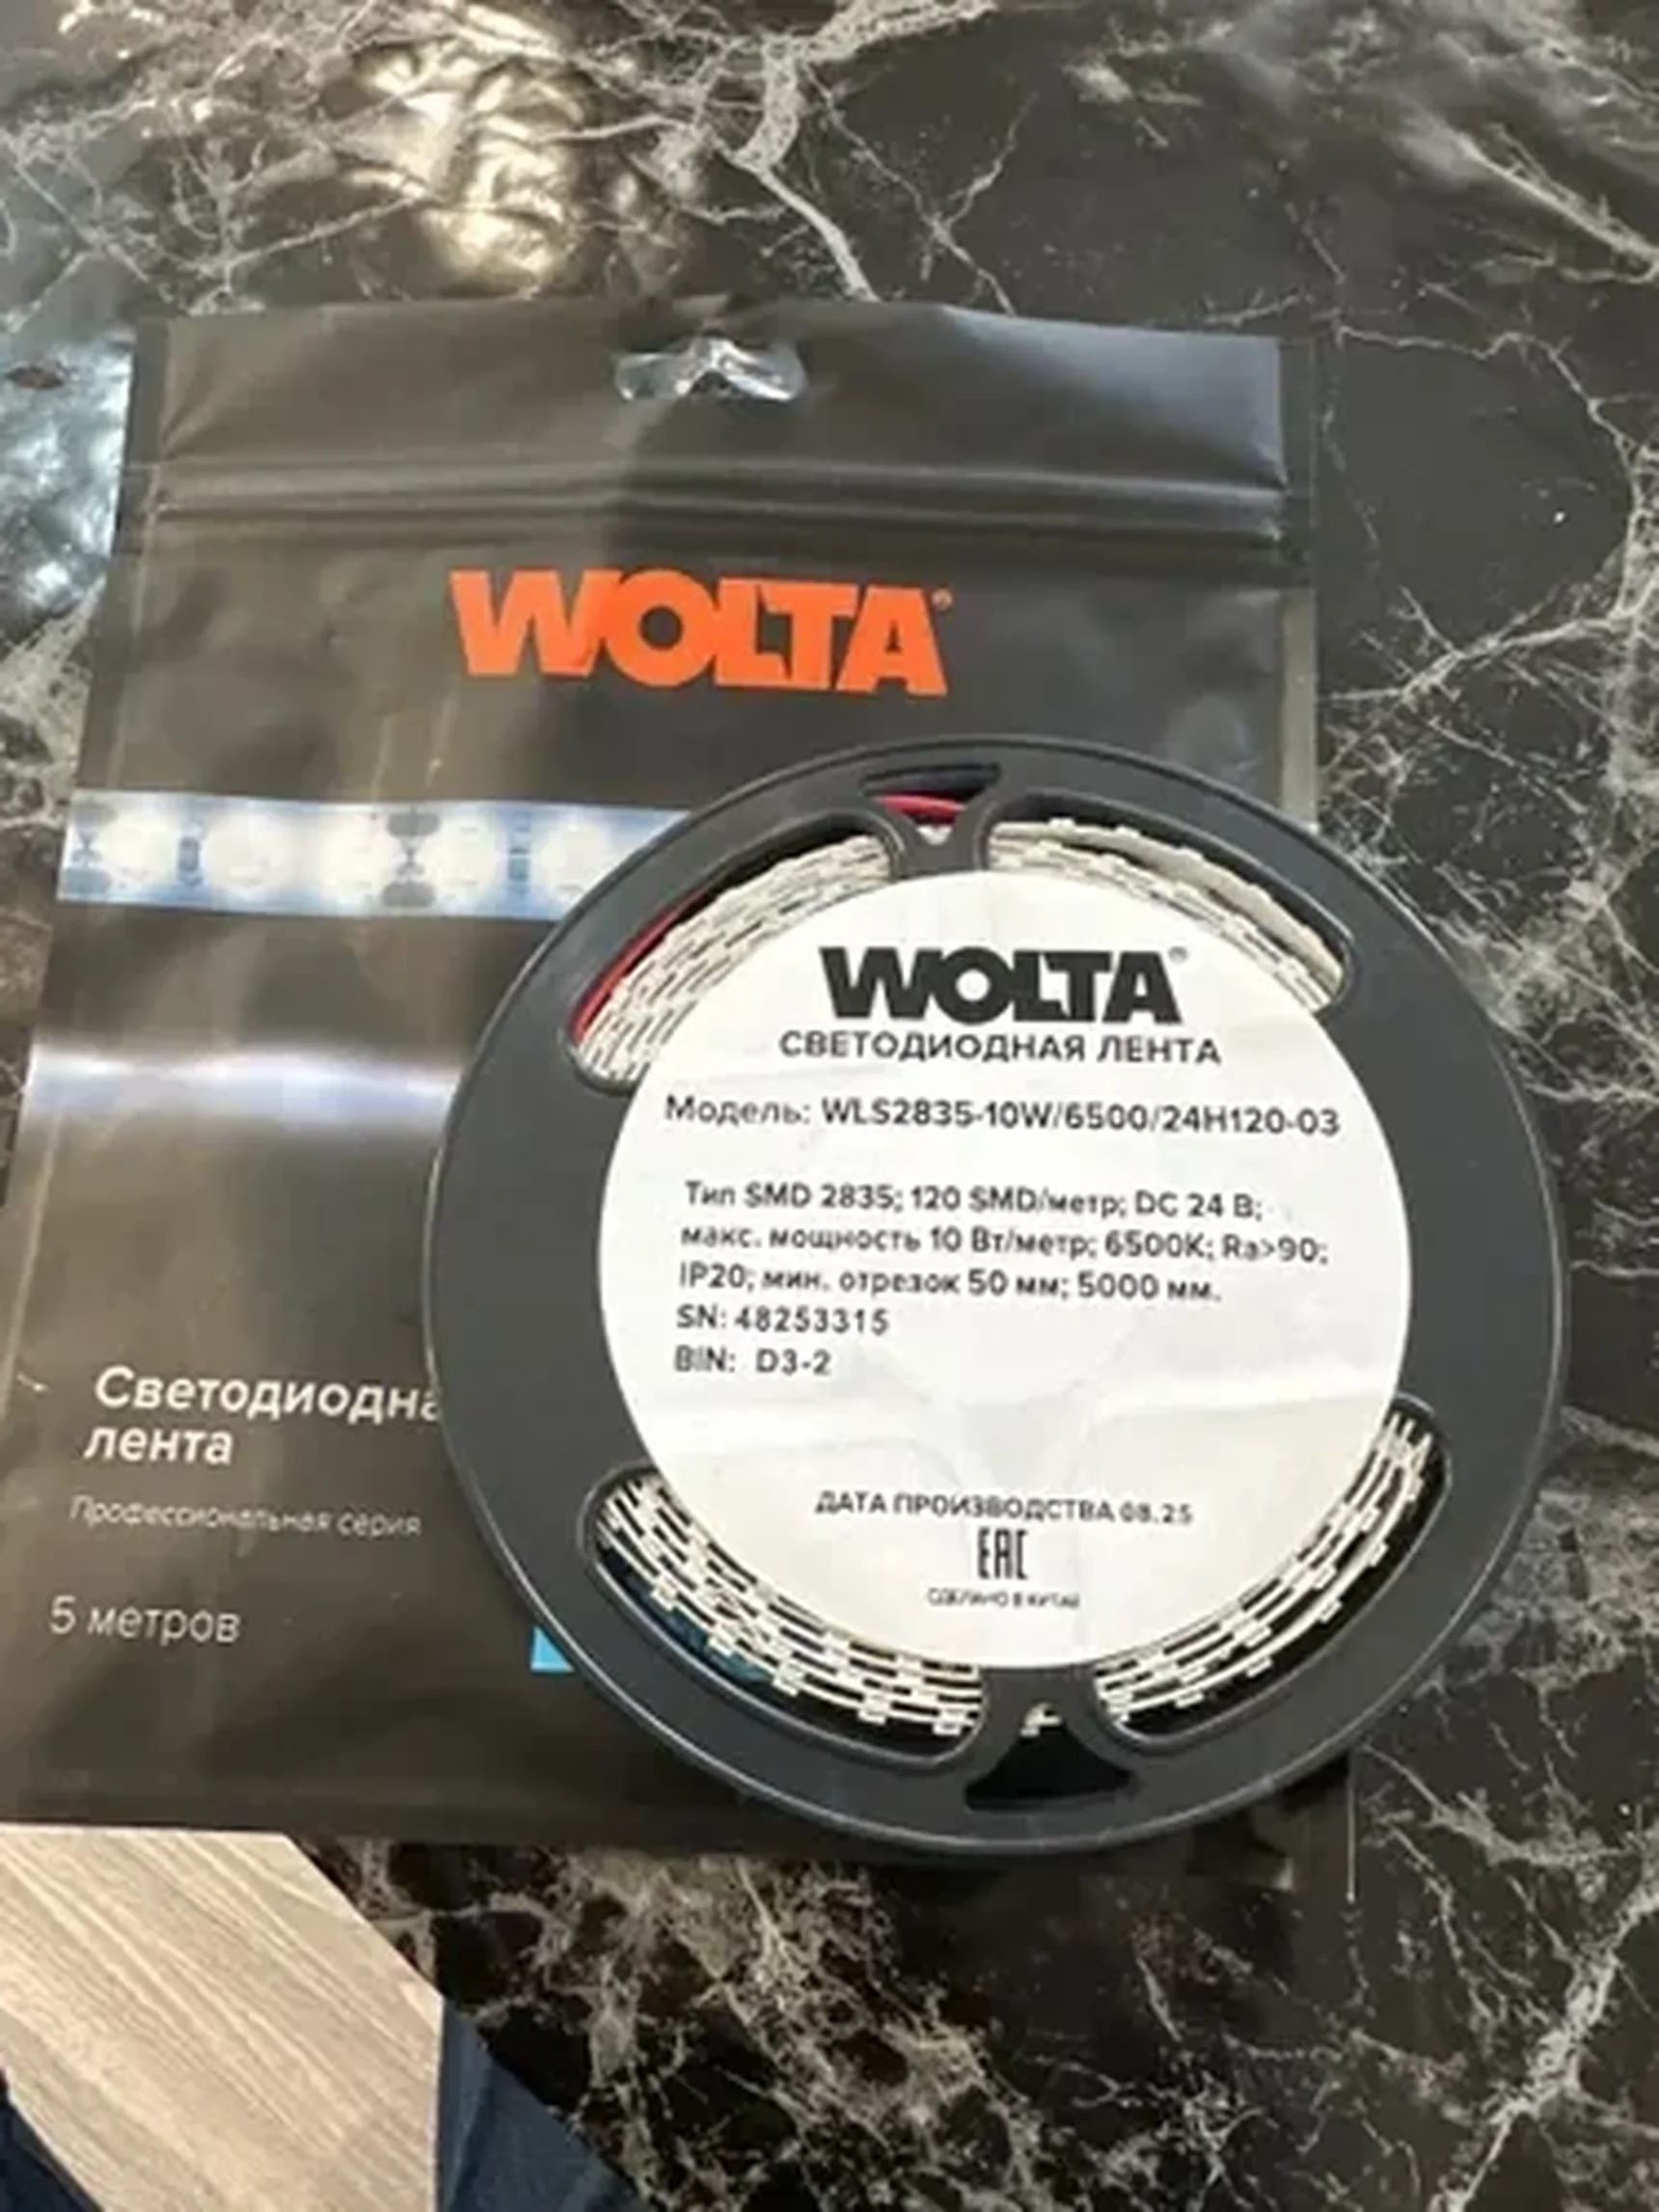 WOLTA®
WOLTA®
СВЕТОДИОДНАЯ ЛЕНТА
Модель: WLS2835-10W/6500/24H120-03
Тип SMD 2835; 120 SMD/метр; DC 24 В;
макс. мощность 10 Вт/метр; 6500K; Ra>90;
IP20; мин. отрезок 50 мм; 5000 мм.
SN: 48253315
BIN: D3-2
ДАТА ПРОИЗВОДСТВА 08.25
EAC
СДЕЛАНО В КИТАЕ
Светодиодна
лента
Профессиональная серия
5 метров